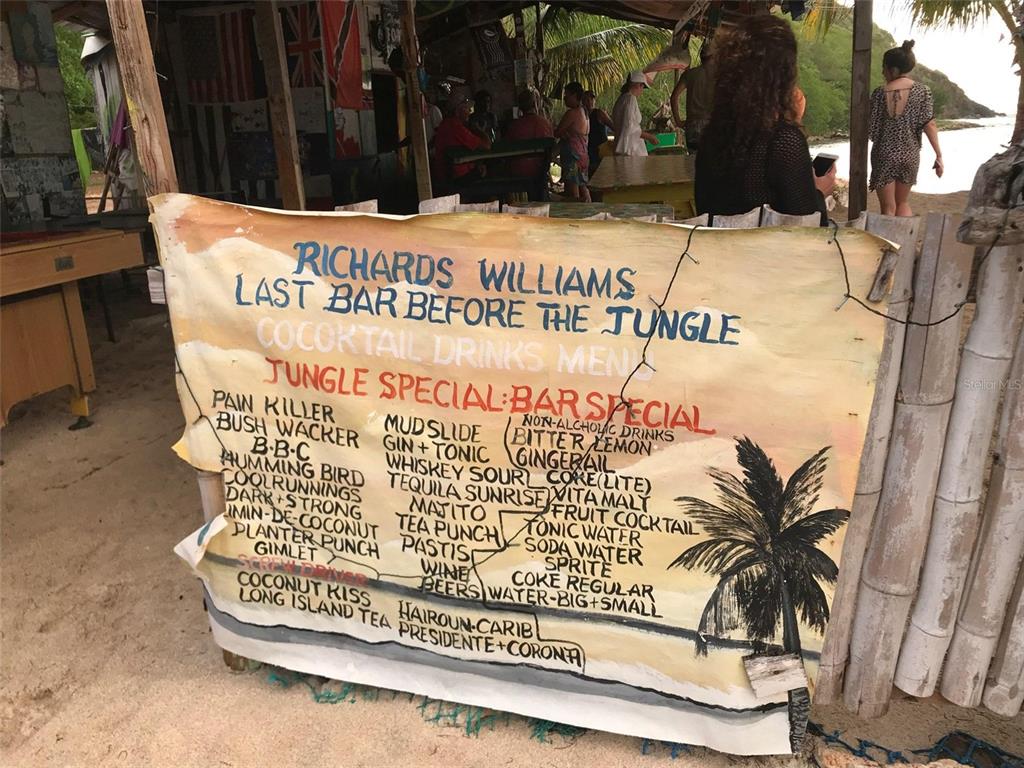 RICHARDS WILLIAMS
LAST BAR BEFORE THE JUNGLE
COCOKTAIL DRINKS MENU
JUNGLE SPECIAL: BAR SPECIAL
PAIN KILLER
BUSH WACKER
B-B-C
HUMMING BIRD
COOLRUNNINGS
DARK+STRONG
LIMIN-DE-COCONUT
PLANTER PUNCH
GIMLET
SCREW DRIVER
COCONUT KISS
LONG ISLAND TEA
MUDSLIDE
GIN+TONIC
WHISKEY SOUR
TEQUILA SUNRISE
MAJITO
TEA PUNCH
PASTIS
WINE
BEERS
HAIROUN-CARIB
PRESIDENTE+CORONA
NON-ALCHOLIC DRINKS
BITTER LEMON
GINGERAIL
COKE(LITE)
VITA MALT
FRUIT COCKTAIL
TONIC WATER
SODA WATER
SPRITE
COKE REGULAR
WATER-BIG+SMALL
Stellar MLS